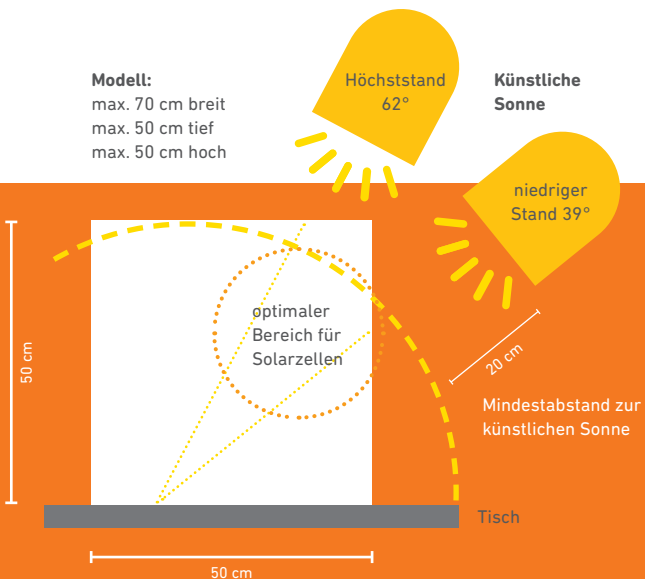 Modell:
max. 70 cm breit
max. 50 cm tief
max. 50 cm hoch
Höchststand
62°
Künstliche
Sonne
niedriger
Stand 39°
optimaler
Bereich für
Solarzellen
50 cm
20 cm
Mindestabstand zur
künstlichen Sonne
Tisch
50 cm